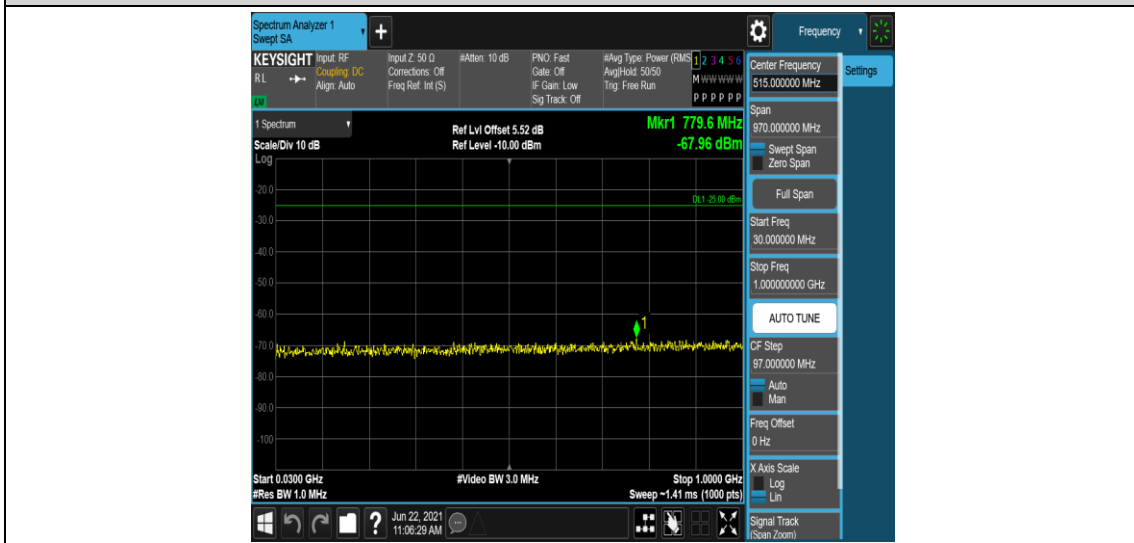 Spectrum Analyzer 1
Swept SA
+
Frequency
KEYSIGHT
RL
LXI
Input: RF
Coupling: DC
Align: Auto
Input Z: 50 Ω
Corrections: Off
Freq Ref: Int (S)
#Atten: 10 dB
PNO: Fast
Gate: Off
IF Gain: Low
Sig Track: Off
#Avg Type: Power (RMS
Avg|Hold: 50/50
Trig: Free Run
1 2 3 4 5 6
M W W W W W
P P P P P P
1 Spectrum
Scale/Div 10 dB
Log
Ref Lvl Offset 5.52 dB
Ref Level -10.00 dBm
Mkr1 779.6 MHz
-67.96 dBm
DL1 -25.00 dBm
-20.0
-30.0
-40.0
-50.0
-60.0
-70.0
-80.0
-90.0
-100
1
Start 0.0300 GHz
#Res BW 1.0 MHz
#Video BW 3.0 MHz
Stop 1.0000 GHz
Sweep ~1.41 ms (1000 pts)
?
Jun 22, 2021
11:06:29 AM
Center Frequency
515.000000 MHz
Settings
Span
970.000000 MHz
Swept Span
Zero Span
Full Span
Start Freq
30.000000 MHz
Stop Freq
1.000000000 GHz
AUTO TUNE
CF Step
97.000000 MHz
Auto
Man
Freq Offset
0 Hz
X Axis Scale
Log
Lin
Signal Track
(Span Zoom)